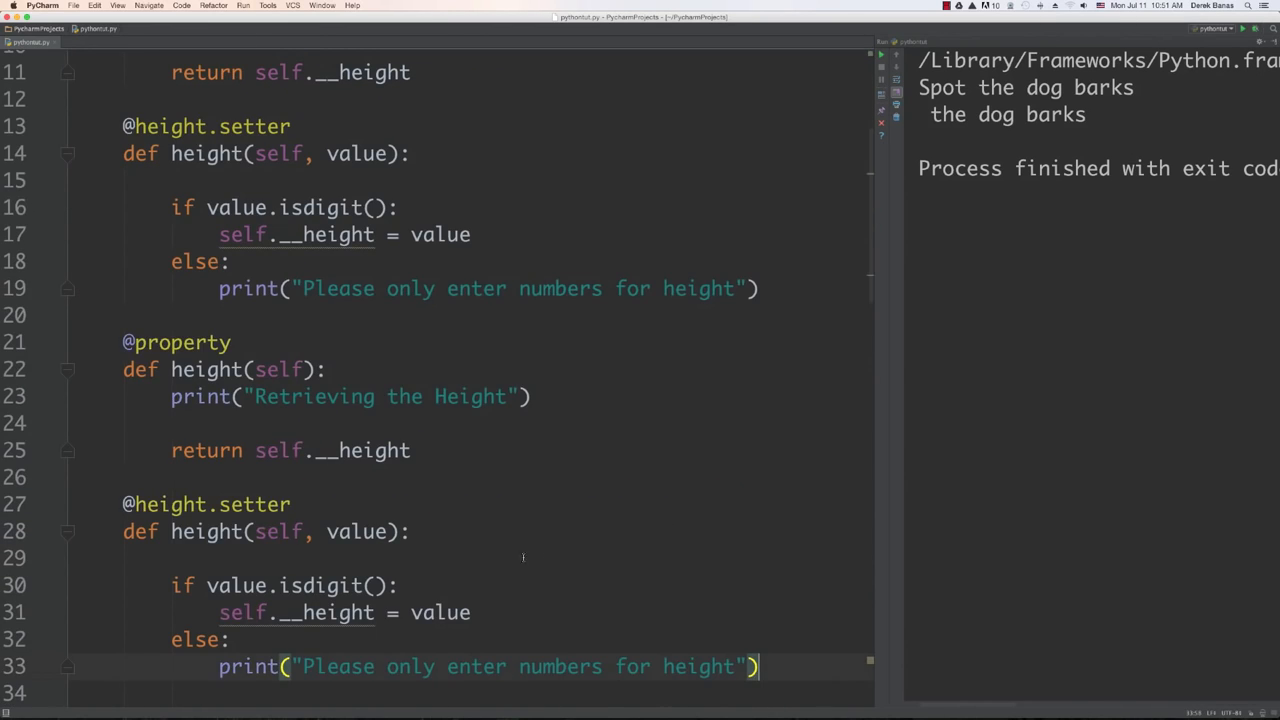 PyCharm File Edit View Navigate Code Refactor Run Tools VCS Window Help
10 Mon Jul 11 10:51 AM Derek Banas
pythontut.py - PycharmProjects - [~/PycharmProjects]
PycharmProjects pythontut.py pythontut
pythontut.py Run pythontut
11 return self.__height
12
13 @height.setter
14 def height(self, value):
15
16 if value.isdigit():
17 self.__height = value
18 else:
19 print("Please only enter numbers for height")
20
21 @property
22 def height(self):
23 print("Retrieving the Height")
24
25 return self.__height
26
27 @height.setter
28 def height(self, value):
29
30 if value.isdigit():
31 self.__height = value
32 else:
33 print("Please only enter numbers for height")
34
/Library/Frameworks/Python.fra
Spot the dog barks
the dog barks
Process finished with exit cod
33:58 LF≠ UTF-8≠